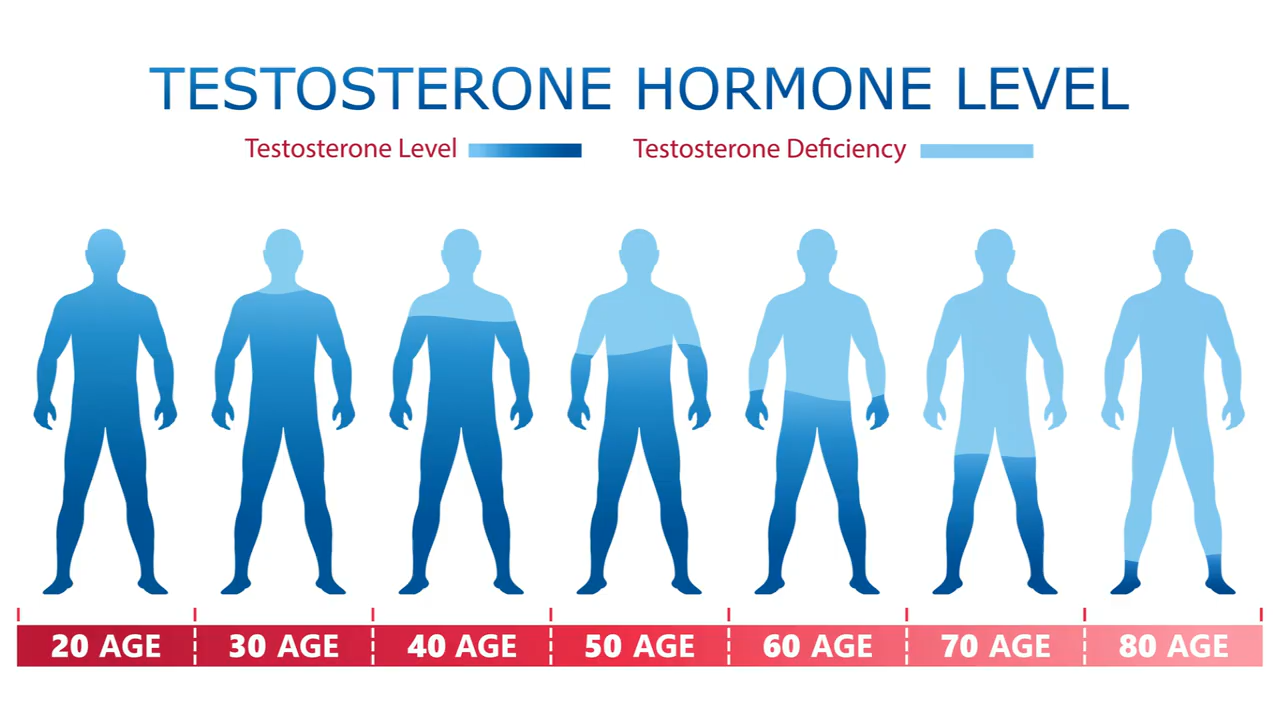 TESTOSTERONE HORMONE LEVEL
Testosterone Level Testosterone Deficiency
20 AGE 30 AGE 40 AGE 50 AGE 60 AGE 70 AGE 80 AGE